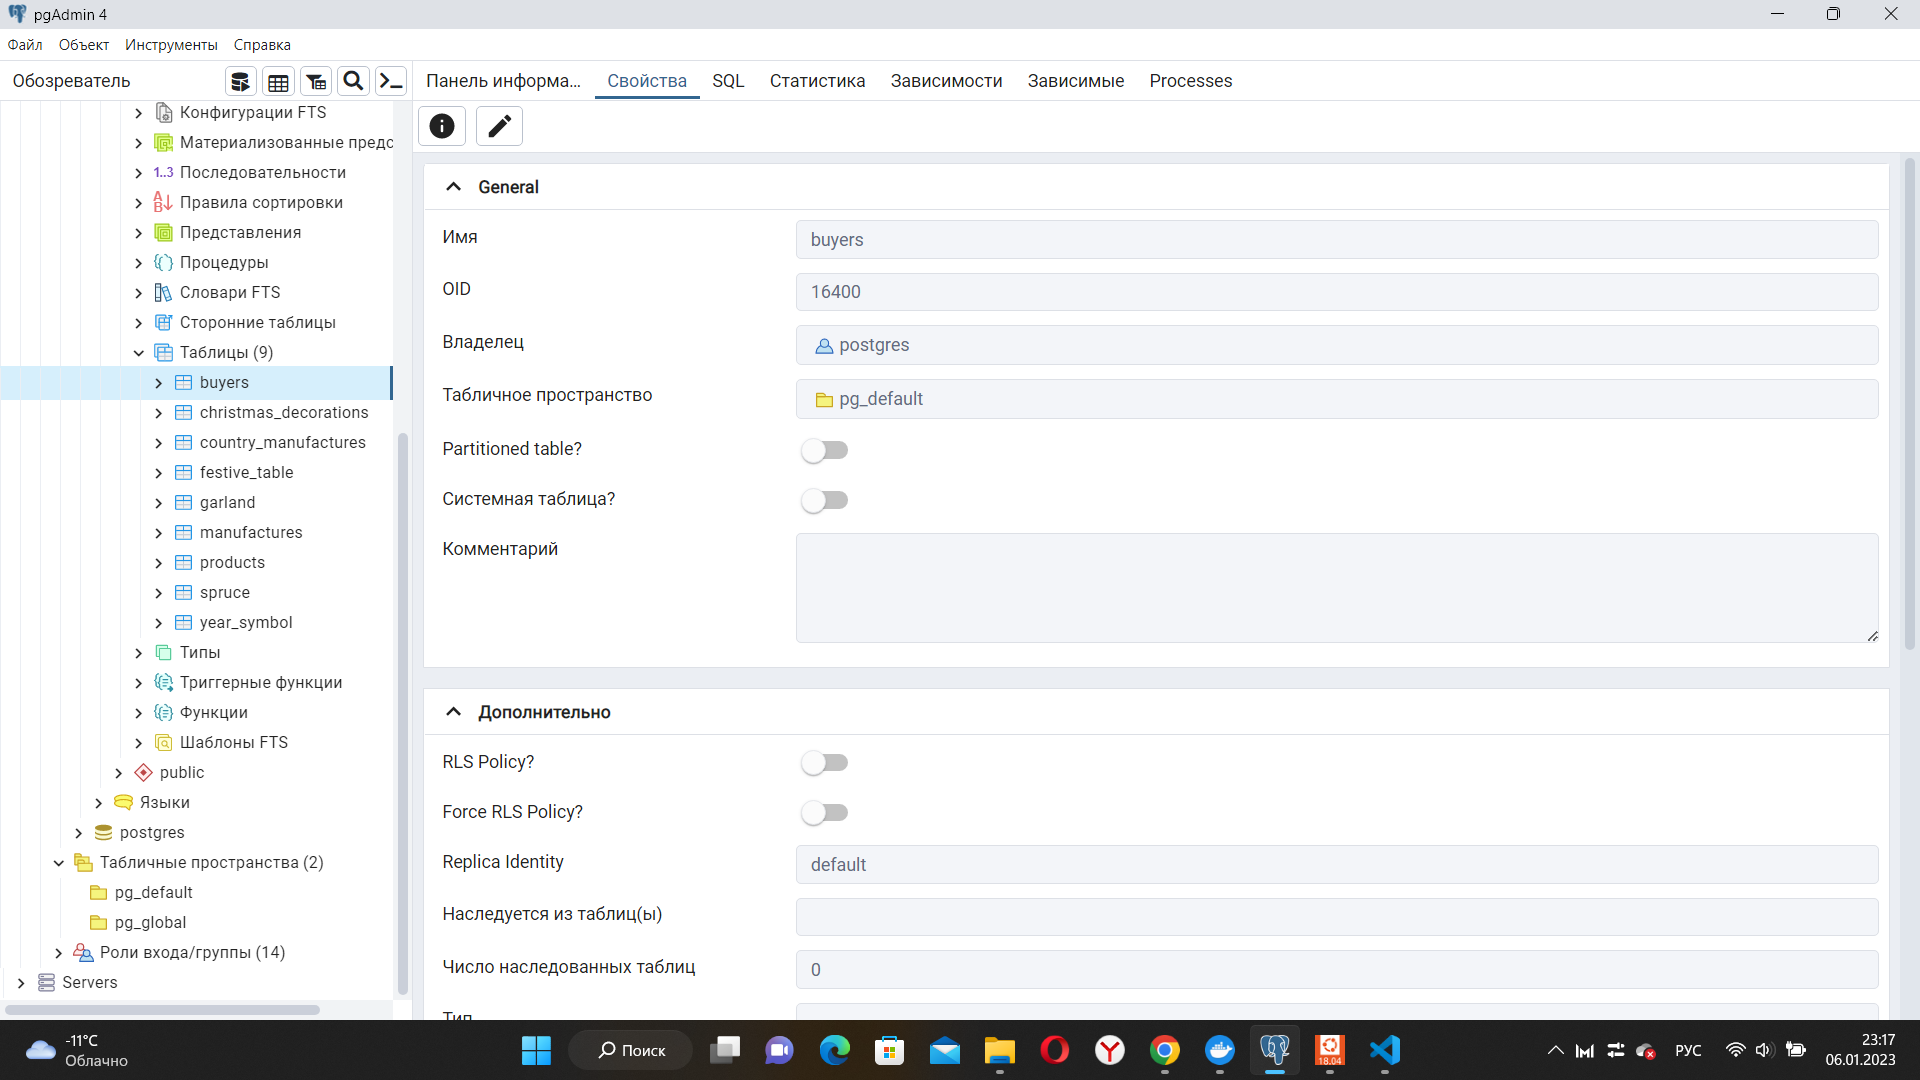 pgAdmin 4
Файл Объект Инструменты Справка
Обозреватель
Панель информа... Свойства SQL Статистика Зависимости Зависимые Processes
Конфигурации FTS
Материализованные предс
1..3 Последовательности
Правила сортировки
Представления
Процедуры
Словари FTS
Сторонние таблицы
Таблицы (9)
buyers
christmas_decorations
country_manufactures
festive_table
garland
manufactures
products
spruce
year_symbol
Типы
Триггерные функции
Функции
Шаблоны FTS
public
Языки
postgres
Табличные пространства (2)
pg_default
pg_global
Роли входа/группы (14)
Servers
General
Имя buyers
OID 16400
Владелец postgres
Табличное пространство pg_default
Partitioned table?
Системная таблица?
Комментарий
Дополнительно
RLS Policy?
Force RLS Policy?
Replica Identity default
Наследуется из таблиц(ы)
Число наследованных таблиц 0
Тип
-11°C
Облачно
Поиск
18.04
РУС
23:17
06.01.2023